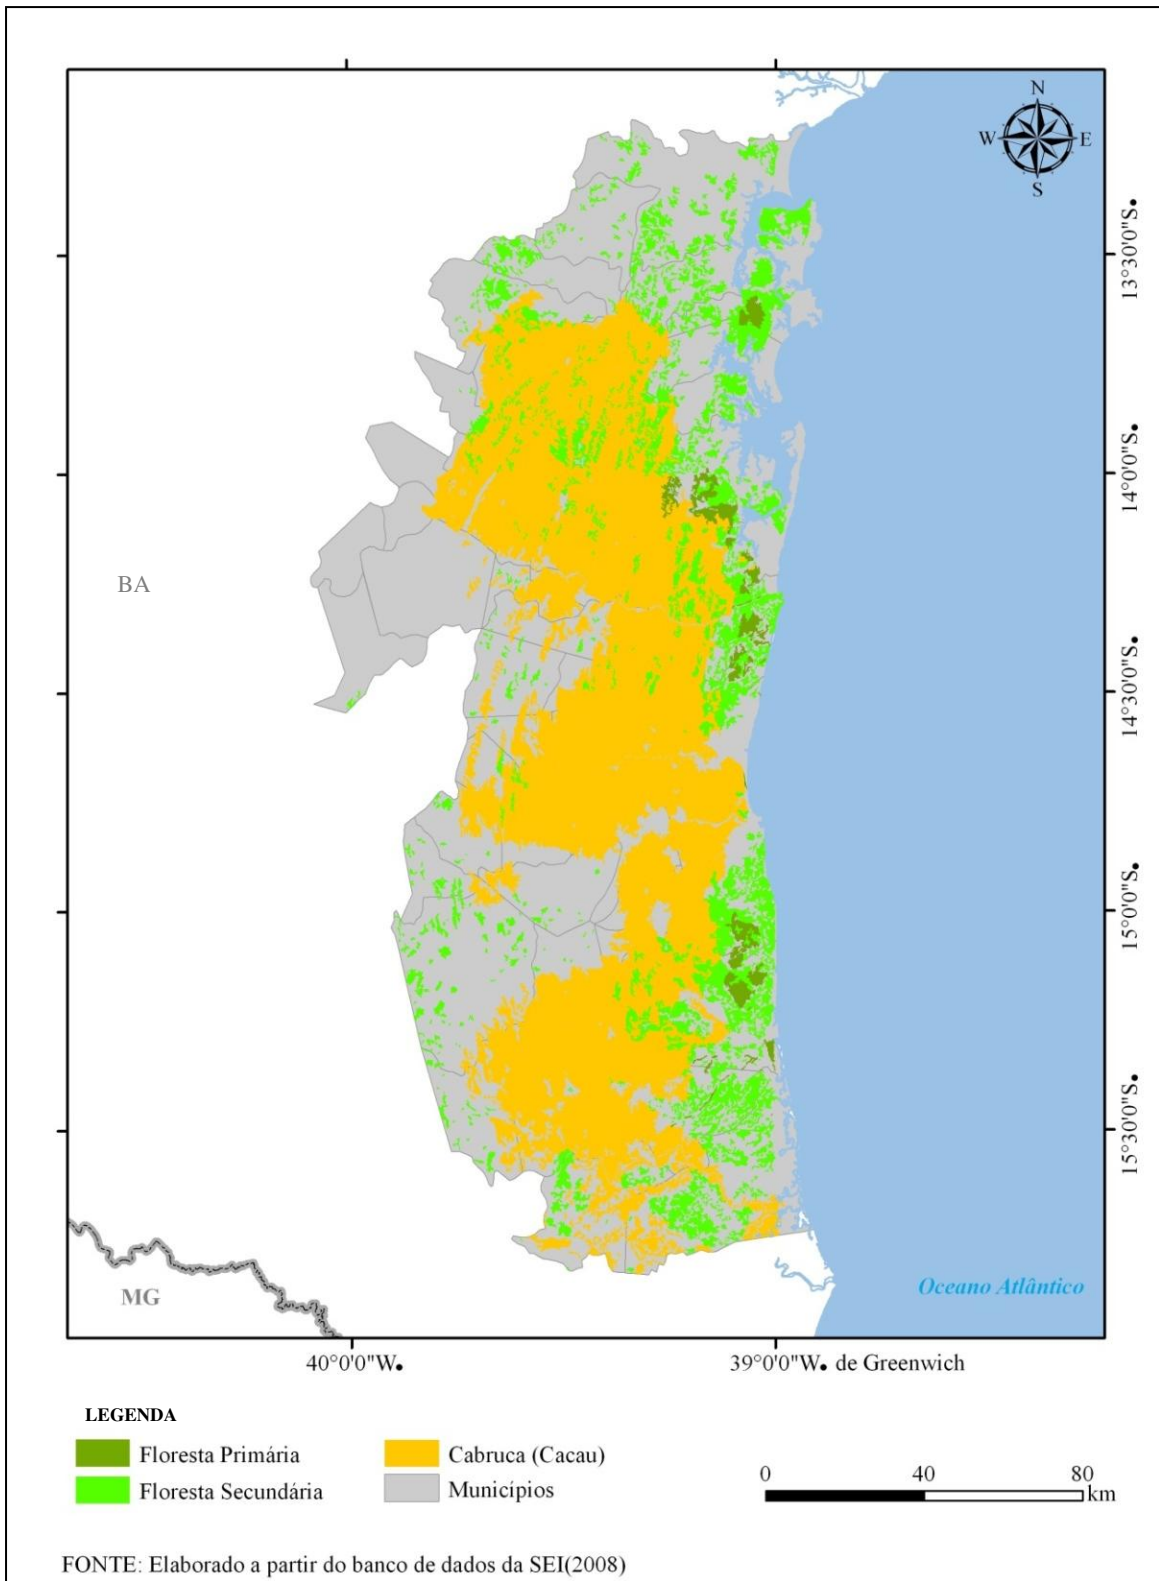 N
W E
S
13°30'0"S.
14°0'0"S.
BA
14°30'0"S.
15°0'0"S.
15°30'0"S.
MG
Oceano Atlântico
40°0'0"W. 39°0'0"W. de Greenwich
LEGENDA
Floresta Primária
Floresta Secundária
Cabruca (Cacau)
Municípios
0 40 80
km
FONTE: Elaborado a partir do banco de dados da SEI(2008)